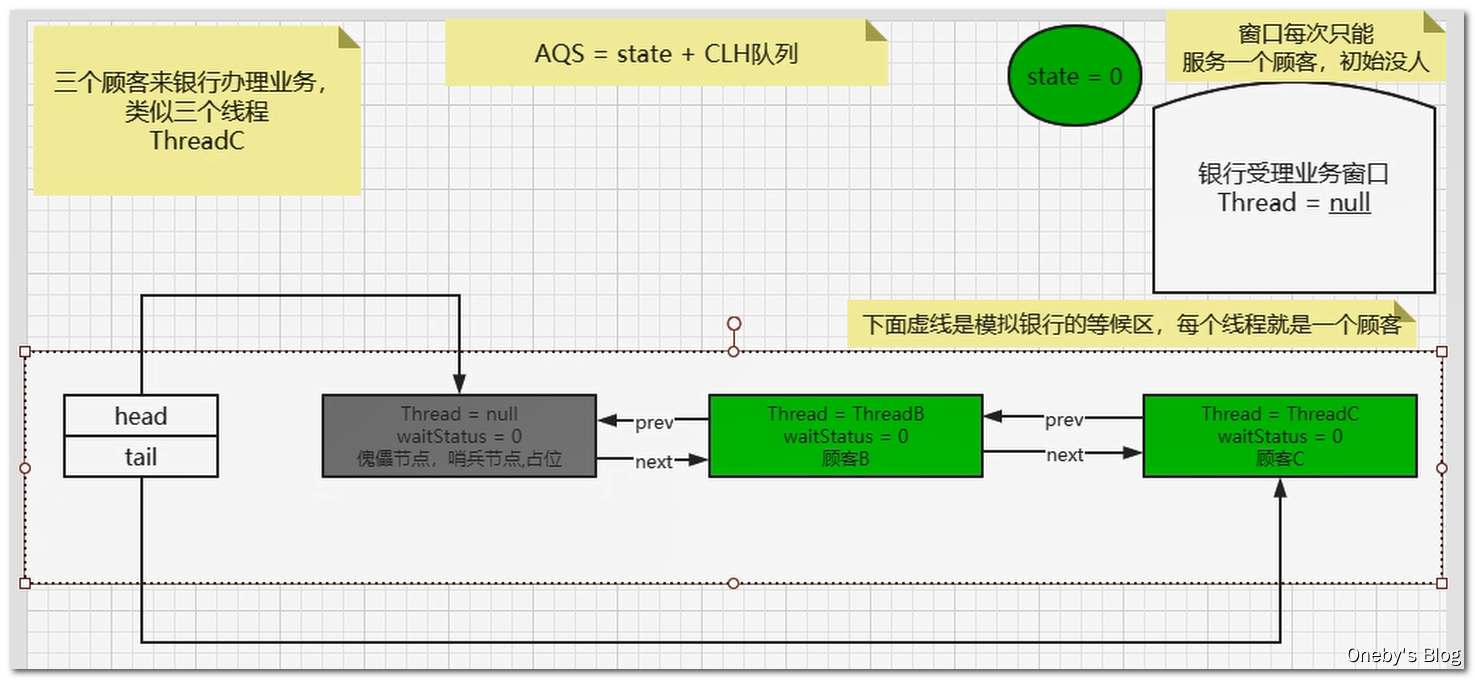 三个顾客来银行办理业务，
类似三个线程
ThreadC
AQS = state + CLH队列
state = 0
窗口每次只能
服务一个顾客，初始没人
银行受理业务窗口
Thread = null
下面虚线是模拟银行的等候区，每个线程就是一个顾客
head
tail
Thread = null
waitStatus = 0
傀儡节点，哨兵节点,占位
prev
next
Thread = ThreadB
waitStatus = 0
顾客B
prev
next
Thread = ThreadC
waitStatus = 0
顾客C
Oneby's Blog